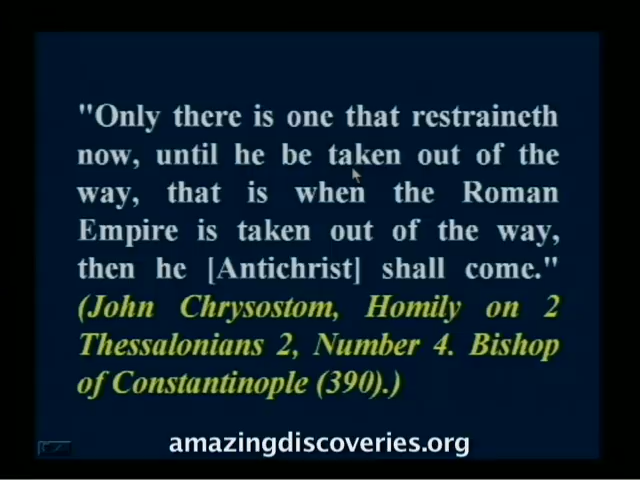 "Only there is one that restraineth
now, until he be taken out of the
way, that is when the Roman
Empire is taken out of the way,
then he [Antichrist] shall come."
(John Chrysostom, Homily on 2
Thessalonians 2, Number 4. Bishop
of Constantinople (390).)
amazingdiscoveries.org